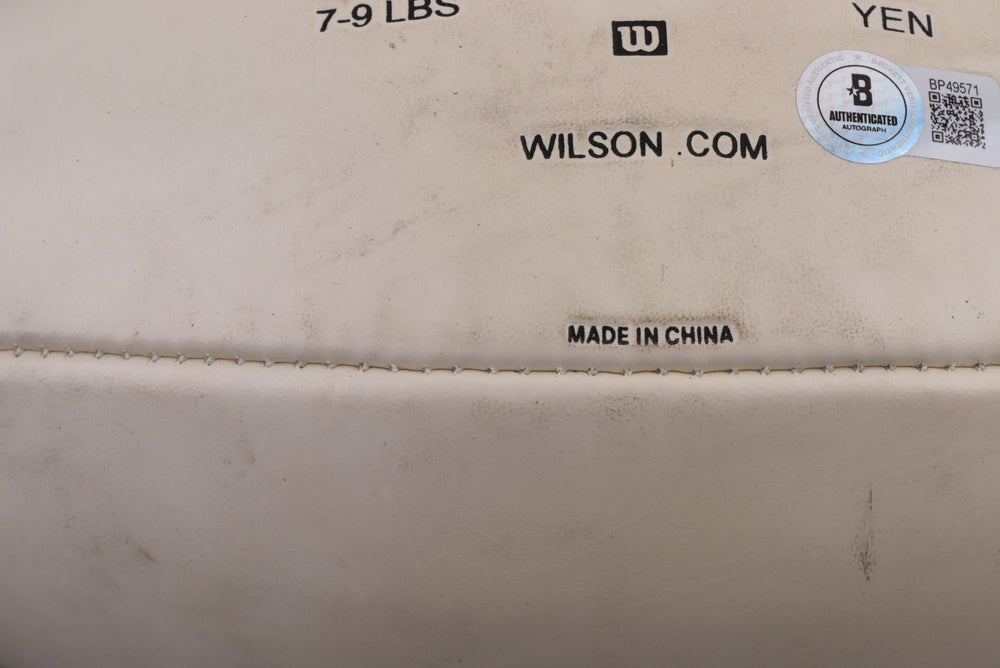 7-9 LBS
YEN
W
WILSON .COM
B
AUTHENTICATED
AUTOGRAPH
BP49571
MADE IN CHINA